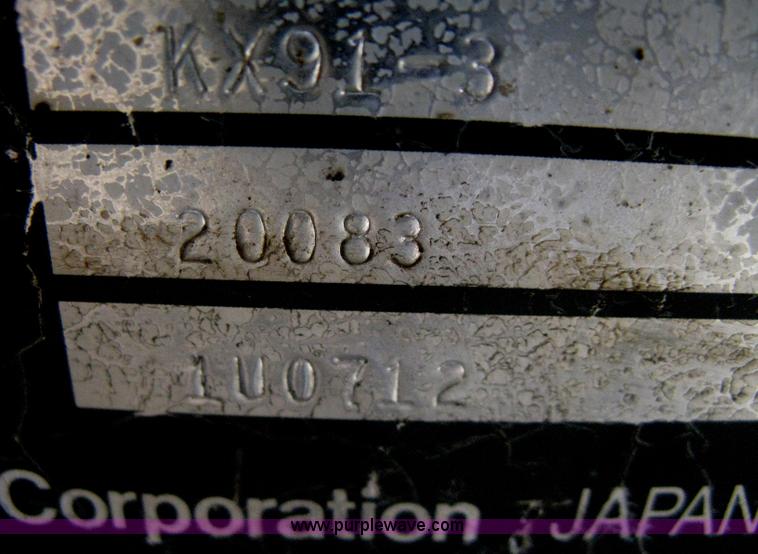 KX91-3
20083
1U0712
Corporation, JAPAN
www.purplewave.com